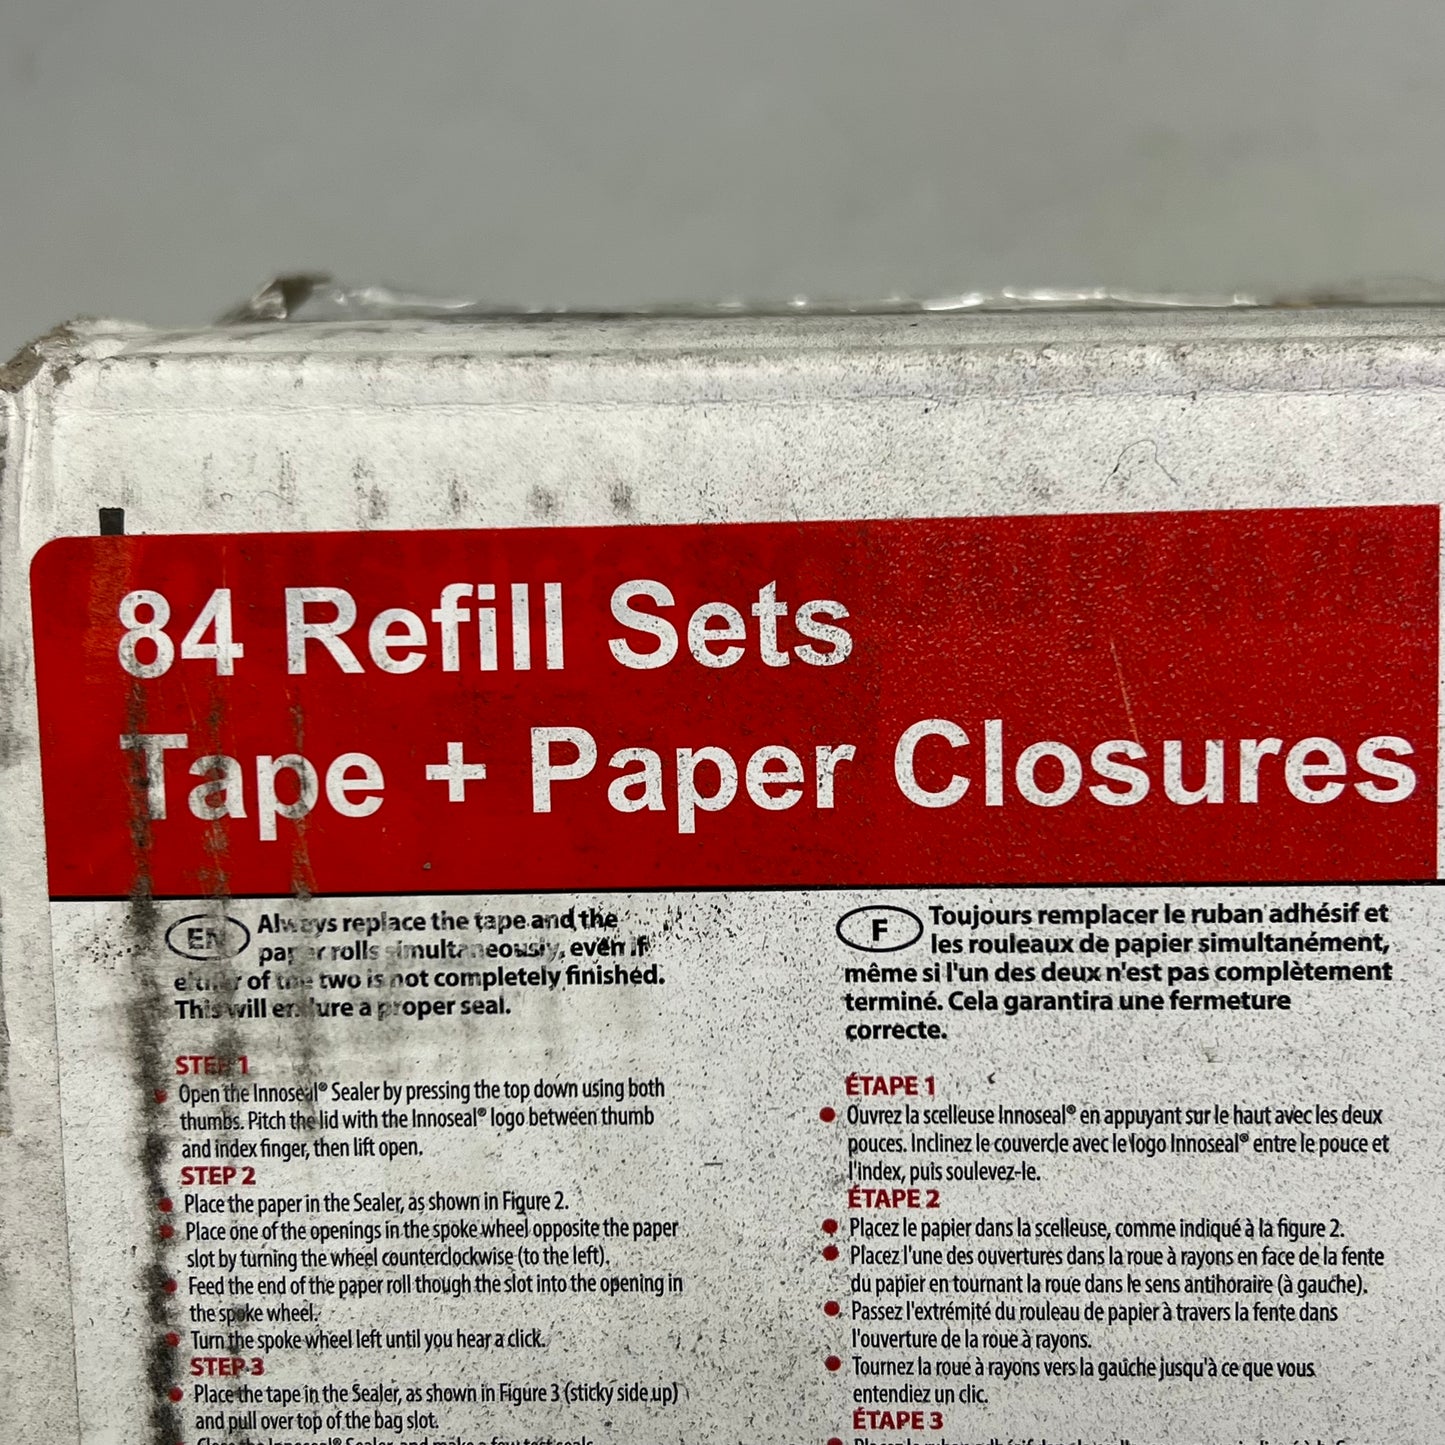 84 Refill Sets
Tape + Paper Closures
EN Always replace the tape and the
paper rolls simultaneously, even if
either of the two is not completely finished.
This will ensure a proper seal.
STEP 1
Open the Innoseal® Sealer by pressing the top down using both
thumbs. Pitch the lid with the Innoseal® logo between thumb
and index finger, then lift open.
STEP 2
Place the paper in the Sealer, as shown in Figure 2.
Place one of the openings in the spoke wheel opposite the paper
slot by turning the wheel counterclockwise (to the left).
Feed the end of the paper roll though the slot into the opening in
the spoke wheel.
Turn the spoke wheel left until you hear a click.
STEP 3
Place the tape in the Sealer, as shown in Figure 3 (sticky side up)
and pull over top of the bag slot.
Close the Innoseal® Sealer and make a few test seals.
F Toujours remplacer le ruban adhésif et
les rouleaux de papier simultanément,
même si l'un des deux n'est pas complètement
terminé. Cela garantira une fermeture
correcte.
ÉTAPE 1
Ouvrez la scelleuse Innoseal® en appuyant sur le haut avec les deux
pouces. Inclinez le couvercle avec le logo Innoseal® entre le pouce et
l'index, puis soulevez-le.
ÉTAPE 2
Placez le papier dans la scelleuse, comme indiqué à la figure 2.
Placez l'une des ouvertures dans la roue à rayons en face de la fente
du papier en tournant la roue dans le sens antihoraire (à gauche).
Passez l'extrémité du rouleau de papier à travers la fente dans
l'ouverture de la roue à rayons.
Tournez la roue à rayons vers la gauche jusqu'à ce que vous
entendiez un clic.
ÉTAPE 3